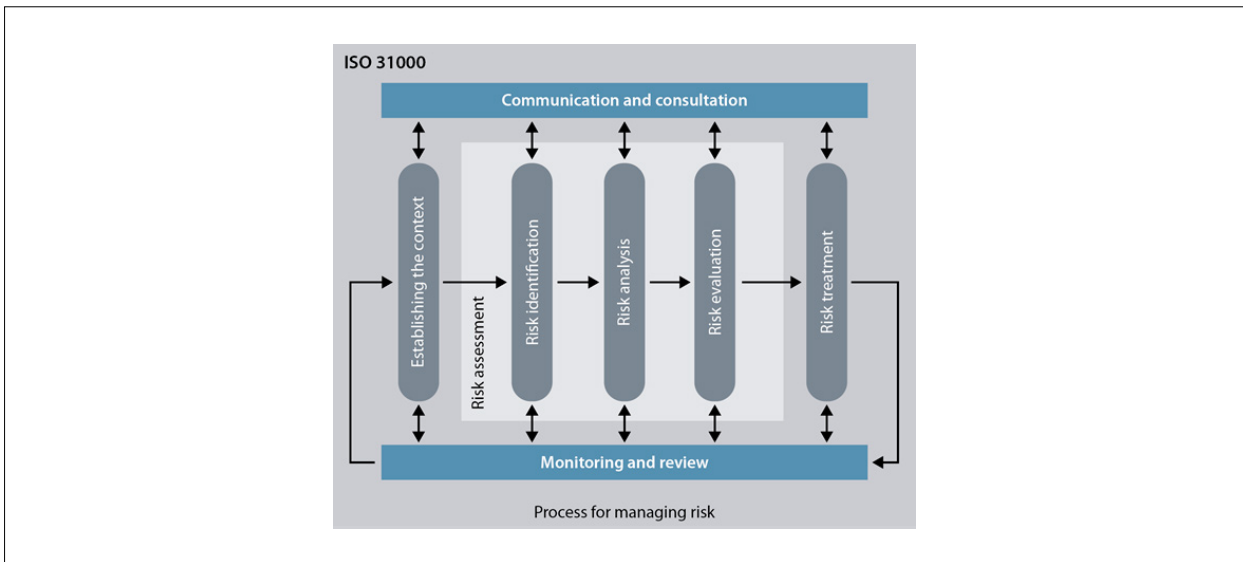 ISO 31000
Communication and consultation
Establishing the context
Risk assessment
Risk identification
Risk analysis
Risk evaluation
Risk treatment
Monitoring and review
Process for managing risk